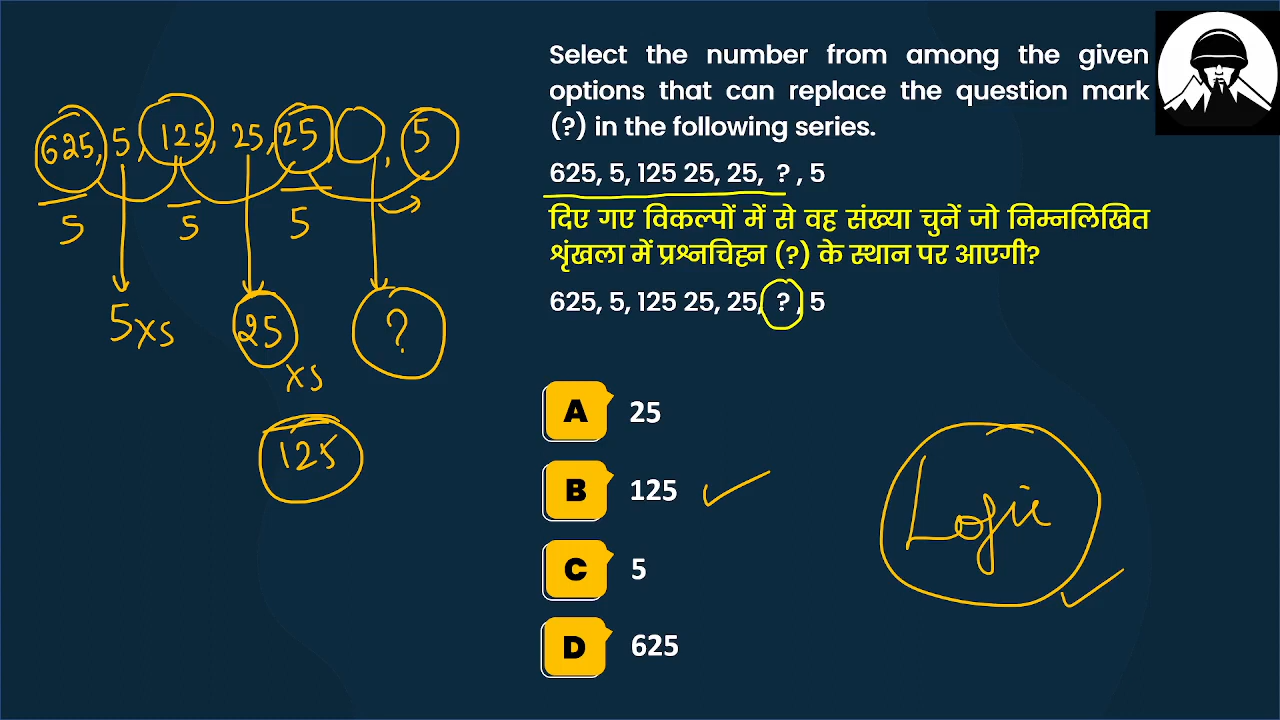 Select the number from among the given
options that can replace the question mark
(?) in the following series.
625, 5, 125 25, 25, ? , 5
दिए गए विकल्पों में से वह संख्या चुनें जो निम्नलिखित
शृंखला में प्रश्नचिह्न (?) के स्थान पर आएगी?
625, 5, 125 25, 25, ? , 5
A 25
B 125
C 5
D 625
625, 5, 125, 25, 25, , 5
5 5 5
5x5 25 ?
x5
125
Logic